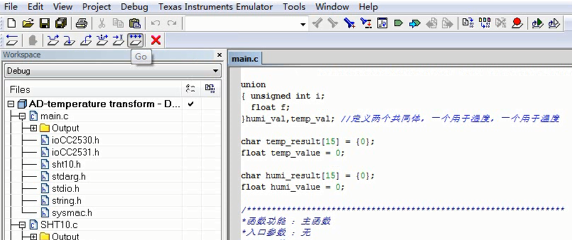 File Edit View Project Debug Texas Instruments Emulator Tools Window Help
Go
Workspace
Debug
Files
AD-temperature transform - D...
main.c
Output
ioCC2530.h
ioCC2531.h
sht10.h
stdarg.h
stdio.h
string.h
sysmac.h
SHT10.c
Output
main.c
union
{ unsigned int i;
float f;
}humi_val,temp_val; //定义两个共同体，一个用于湿度，一个用于温度
char temp_result[15] = {0};
float temp_value = 0;
char humi_result[15] = {0};
float humi_value = 0;
/****************************************************************
*函数功能 : 主函数
*入口参数 : 无